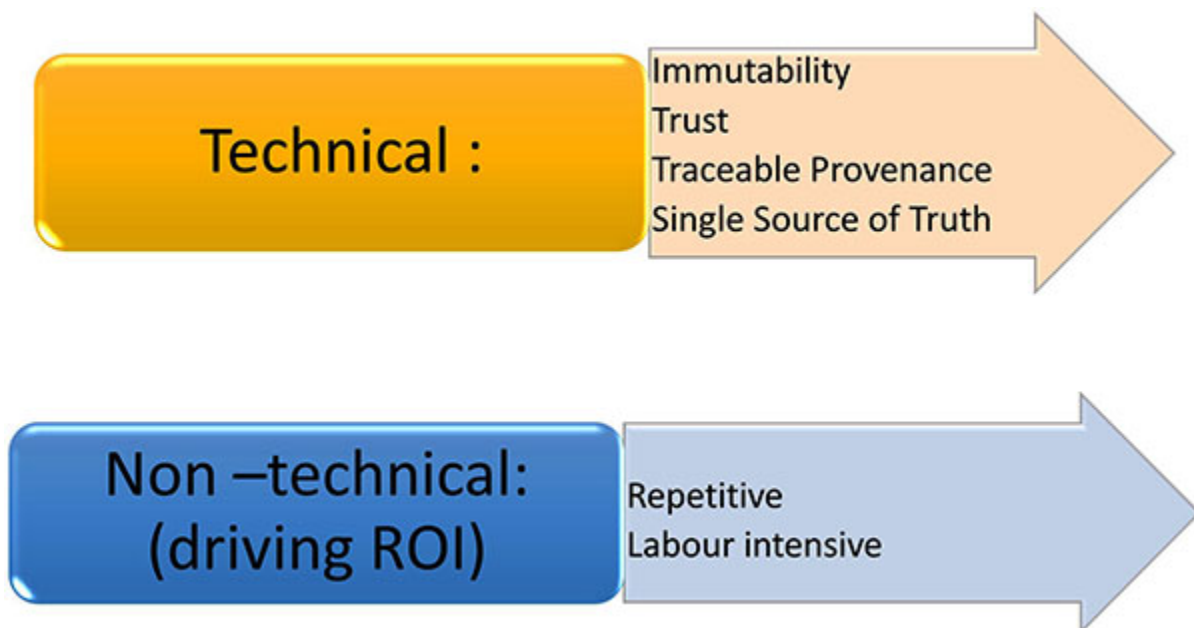 Technical :
Immutability
Trust
Traceable Provenance
Single Source of Truth
Non –technical:
(driving ROI)
Repetitive
Labour intensive